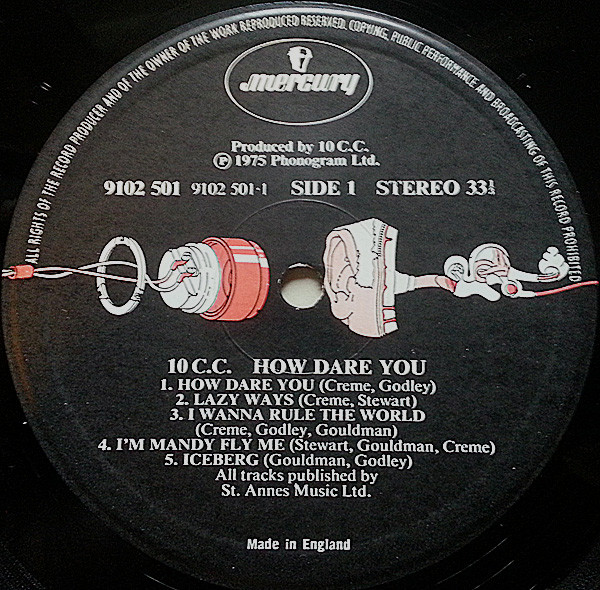 ALL RIGHTS OF THE RECORD PRODUCER AND OF THE OWNER OF THE WORK REPRODUCED RESERVED. COPYING, PUBLIC PERFORMANCE AND BROADCASTING OF THIS RECORD PROHIBITED
mercury
Produced by 10 C.C.
Ⓟ 1975 Phonogram Ltd.
9102 501 9102 501-1 SIDE 1 STEREO 33⅓
10 C.C. HOW DARE YOU
1. HOW DARE YOU (Creme, Godley)
2. LAZY WAYS (Creme, Stewart)
3. I WANNA RULE THE WORLD
(Creme, Godley, Gouldman)
4. I'M MANDY FLY ME (Stewart, Gouldman, Creme)
5. ICEBERG (Gouldman, Godley)
All tracks published by
St. Annes Music Ltd.
Made in England